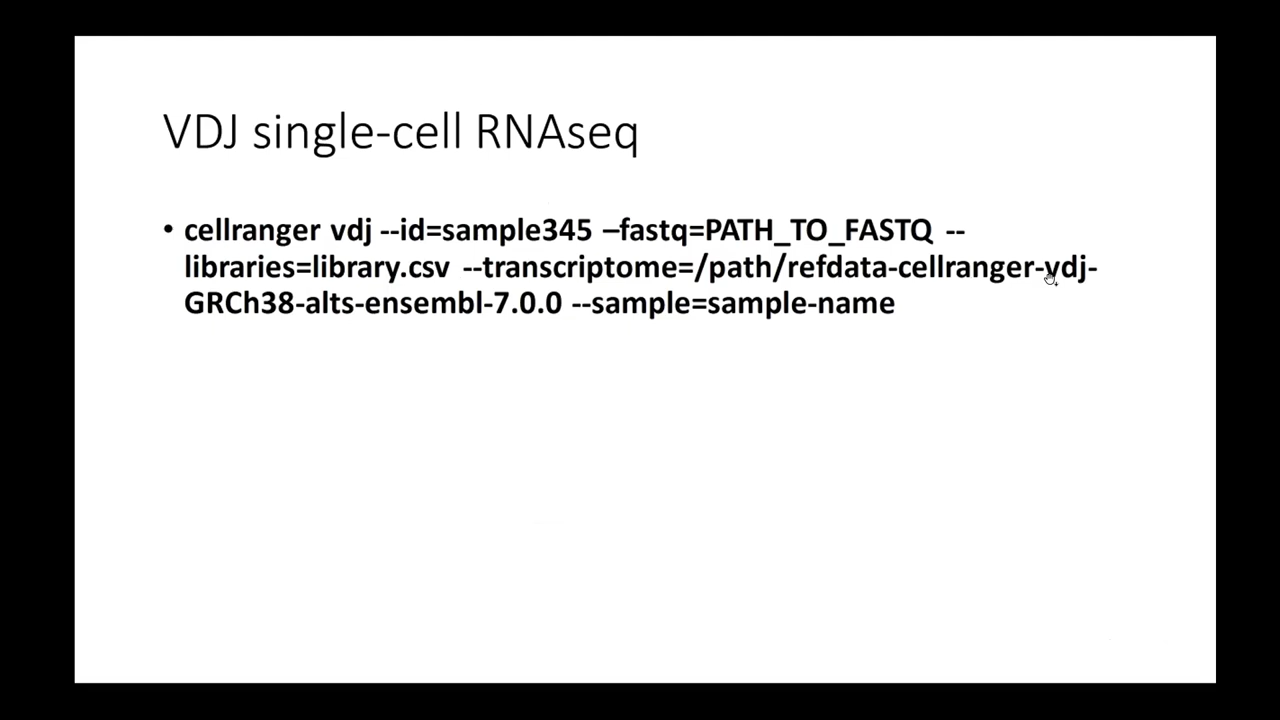 VDJ single-cell RNAseq
• cellranger vdj --id=sample345 –fastq=PATH_TO_FASTQ --
libraries=library.csv --transcriptome=/path/refdata-cellranger-vdj-
GRCh38-alts-ensembl-7.0.0 --sample=sample-name